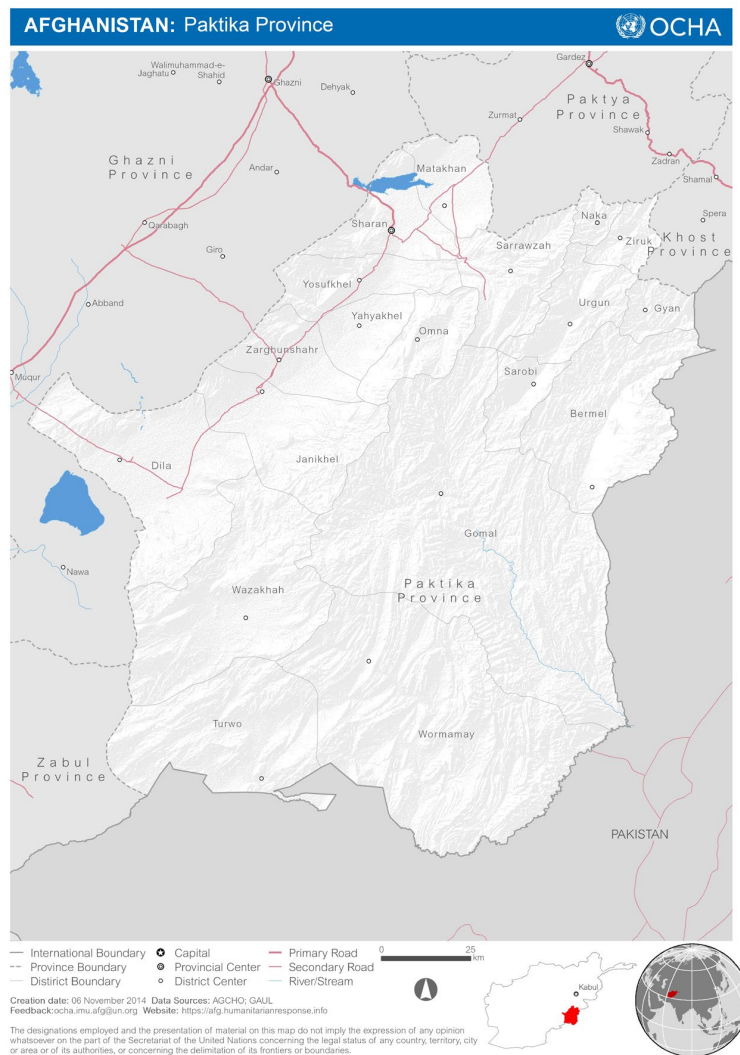 AFGHANISTAN: Paktika Province
OCHA
Gardez
Walimuhammad-e-
Shahid
Jaghatu
Ghazni
Dehyak
Paktya
Province
Zurmat
Shawak
Zadran
Ghazni
Province
Andar
Matakhan
Shamal
Naka
Spera
Qarabagh
Sharan
Ziruk
Khost
Province
Sarrawzah
Giro
Yosufkhel
Abband
Urgun
Gyan
Yahyakhel
Omna
Zarghunshahr
Muqur
Sarobi
Bermel
Janikhel
Dila
Gomal
Nawa
Paktika
Province
Wazakhah
Turwo
Wormamay
Zabul
Province
PAKISTAN
International Boundary
Province Boundary
District Boundary
Capital
Provincial Center
District Center
Primary Road
Secondary Road
River/Stream
0 25
km
Kabul
Creation date: 06 November 2014 Data Sources: AGCHO; GAUL
Feedback:ocha.imu.afg@un.org Website: https://afg.humanitarianresponse.info
The designations employed and the presentation of material on this map do not imply the expression of any opinion
whatsoever on the part of the Secretariat of the United Nations concerning the legal status of any country, territory, city
or area or of its authorities, or concerning the delimitation of its frontiers or boundaries.